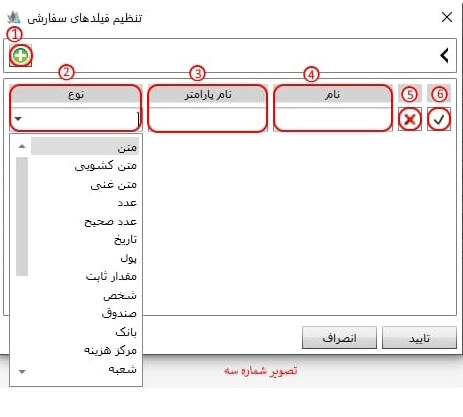 تنظیم فیلدهای سفارشی
1
2 3 4 5 6
نوع نام پارامتر نام
متن
متن کشویی
متن غنی
عدد
عدد صحیح
تاریخ
پول
مقدار ثابت
شخص
صندوق
بانک
مرکز هزینه
شعبه
تایید انصراف
تصویر شماره سه